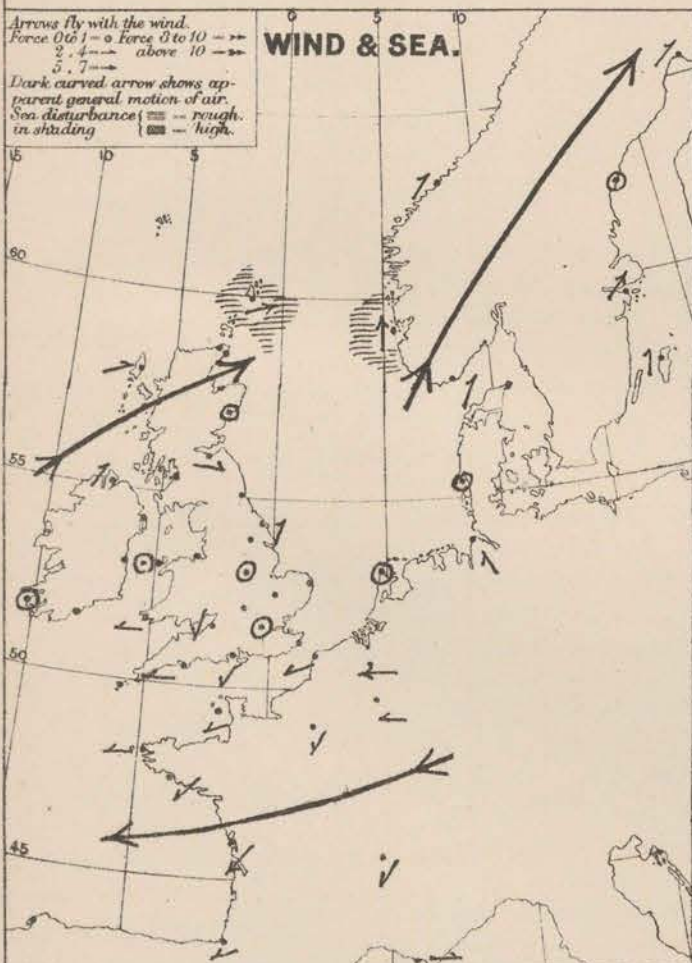 WIND & SEA.
Arrows fly with the wind.
Force 0 to 1 - o Force 8 to 10 -
2 . 4 - above 10 -
5 . 7 -
Dark curved arrow shows ap-
parent general motion of air.
Sea disturbance { - rough.
in shading { - high.
0 5 10
15 10 5
60
55
50
45